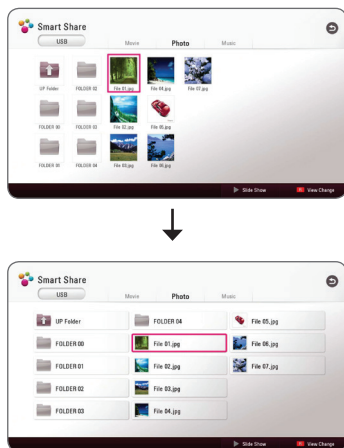 Smart Share
USB Movie Photo Music
UP Folder FOLDER 02 File 01.jpg File 04.jpg File 07.jpg
FOLDER 00 FOLDER 03 File 02.jpg File 05.jpg
FOLDER 01 FOLDER 04 File 03.jpg File 06.jpg
Slide Show View Change
Smart Share
USB Movie Photo Music
UP Folder FOLDER 04 File 05.jpg
FOLDER 00 File 01.jpg File 06.jpg
FOLDER 01 File 02.jpg File 07.jpg
FOLDER 02 File 03.jpg
FOLDER 03 File 04.jpg
Slide Show View Change